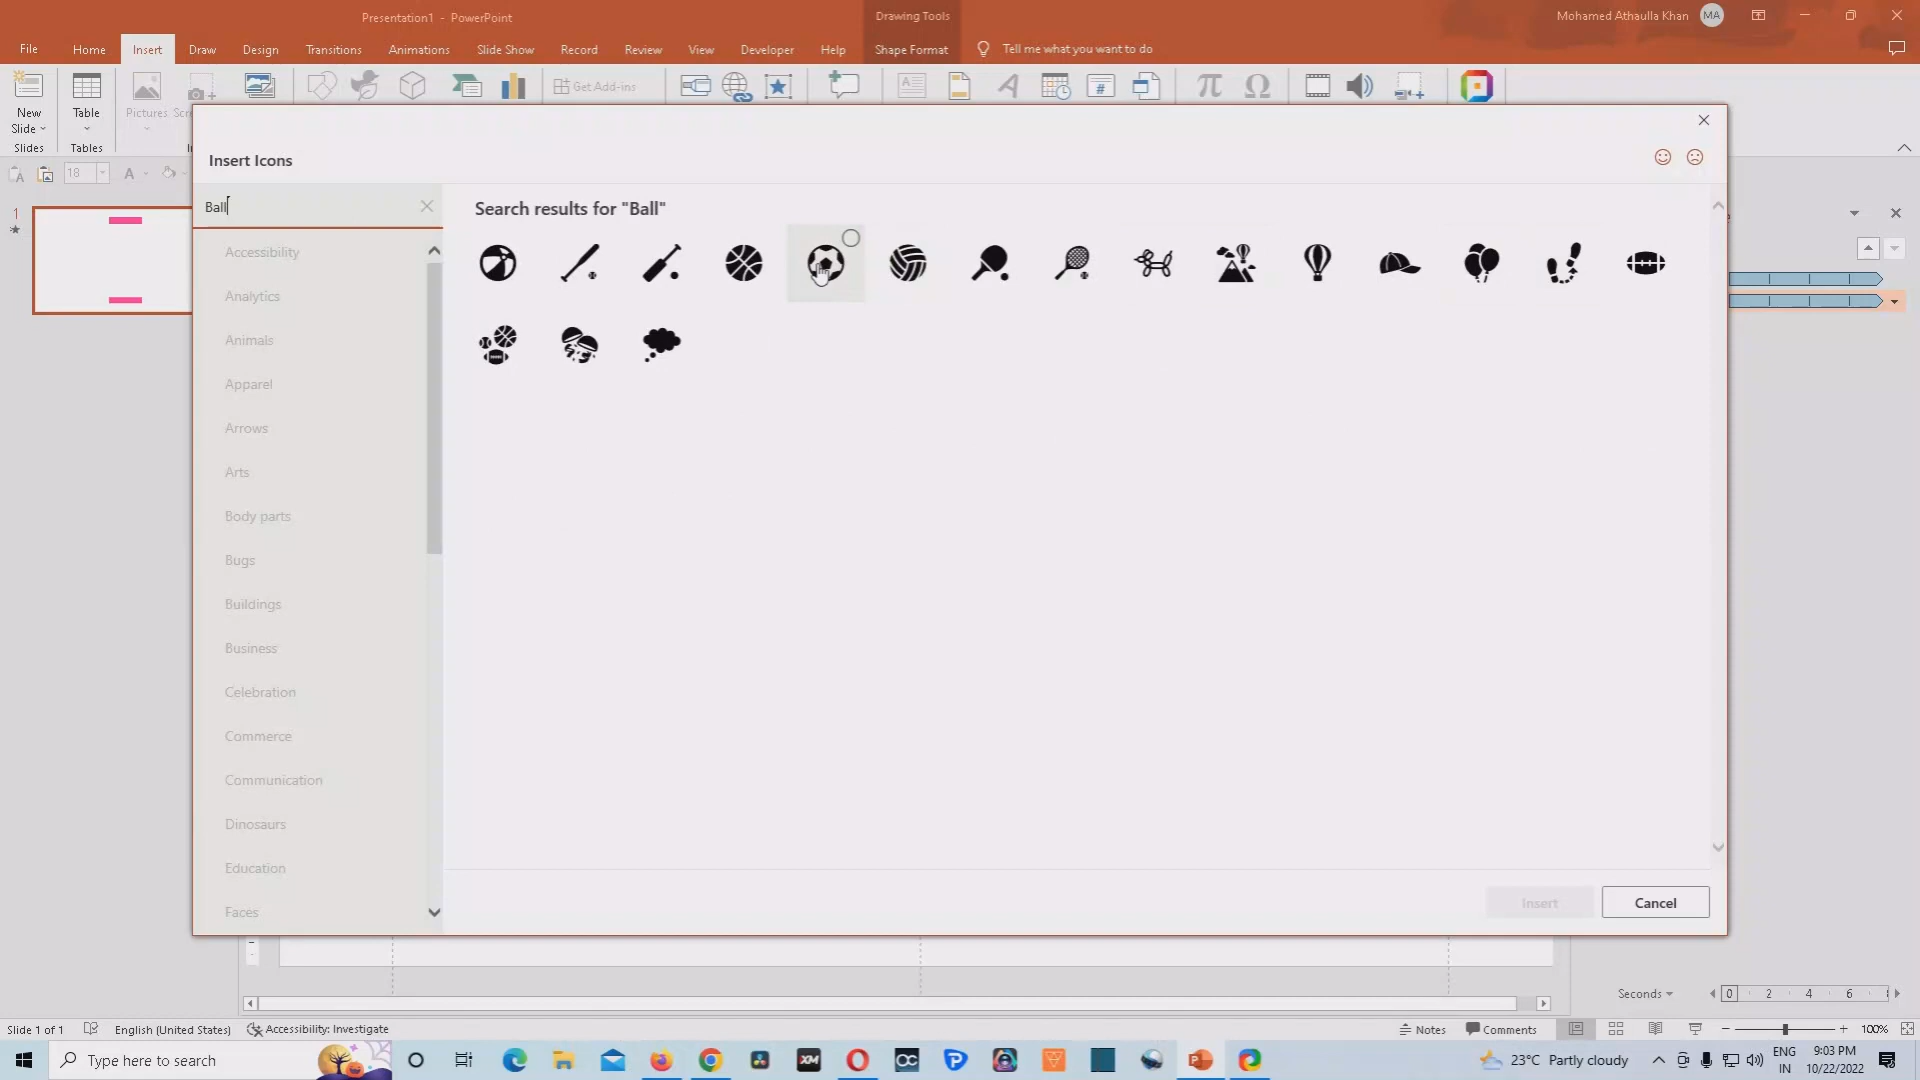 Presentation1 - PowerPoint
Drawing Tools
Mohamed Athaulla Khan
MA
File
Home
Insert
Draw
Design
Transitions
Animations
Slide Show
Record
Review
View
Developer
Help
Shape Format
Tell me what you want to do
New
Slide
Slides
Table
Tables
Pictures
Get Add-ins
18
Insert Icons
Ball
Search results for "Ball"
Accessibility
Analytics
Animals
Apparel
Arrows
Arts
Body parts
Bugs
Buildings
Business
Celebration
Commerce
Communication
Dinosaurs
Education
Faces
Insert
Cancel
1
Seconds
0 2 4 6
Slide 1 of 1
English (United States)
Accessibility: Investigate
Notes
Comments
100%
Type here to search
23°C Partly cloudy
ENG
IN
9:03 PM
10/22/2022